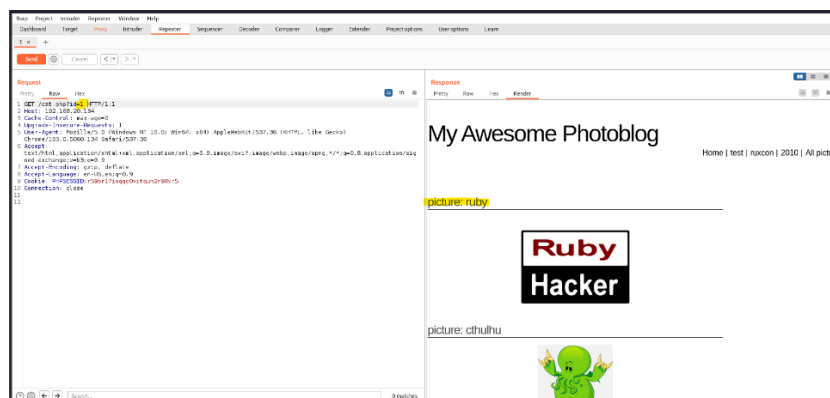 Burp Project Intruder Repeater Window Help
Dashboard Target Proxy Intruder Repeater Sequencer Decoder Comparer Logger Extender Project options User options Learn
1 × +
Send Cancel < >
Request
Pretty Raw Hex
1 GET /cat.php?id=1 HTTP/1.1
2 Host: 192.168.20.134
3 Cache-Control: max-age=0
4 Upgrade-Insecure-Requests: 1
5 User-Agent: Mozilla/5.0 (Windows NT 10.0; Win64; x64) AppleWebKit/537.36 (KHTML, like Gecko)
Chrome/103.0.5060.134 Safari/537.36
6 Accept:
text/html,application/xhtml+xml,application/xml;q=0.9,image/avif,image/webp,image/apng,*/*;q=0.8,application/sig
ned-exchange;v=b3;q=0.9
7 Accept-Encoding: gzip, deflate
8 Accept-Language: en-US,en;q=0.9
9 Cookie:
10 Connection: close
11
12
Search...
0 matches
Response
Pretty Raw Hex Render
My Awesome Photoblog
Home | test | ruxcon | 2010 | All pictu
picture: ruby
Ruby
Hacker
picture: cthulhu